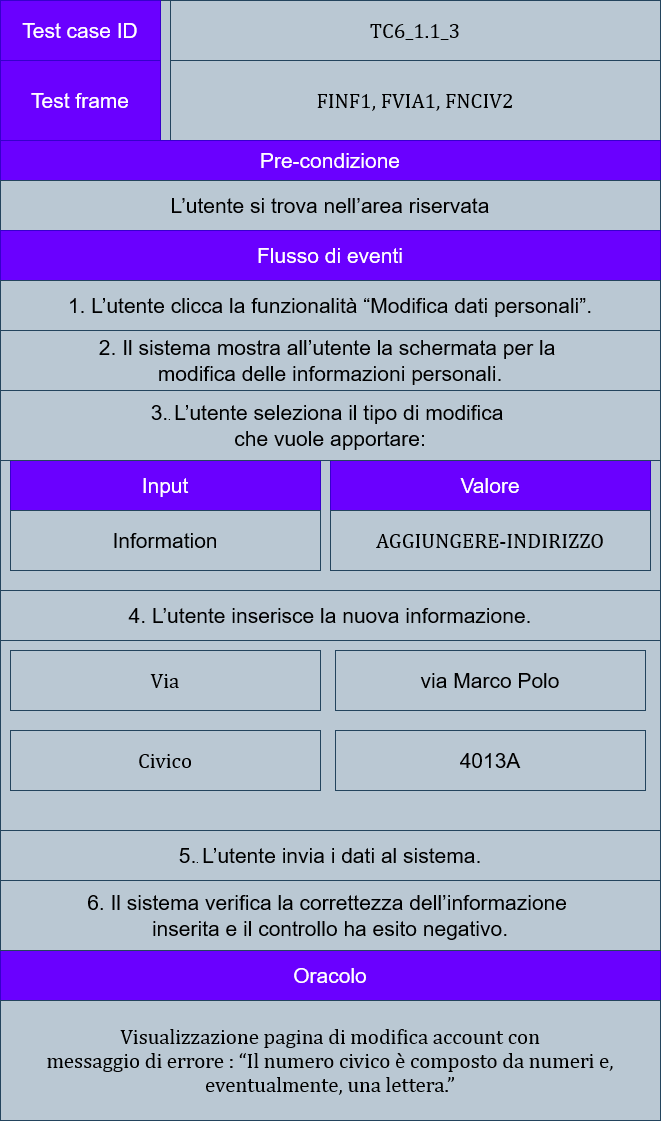 Test case ID
TC6_1.1_3
Test frame
FINF1, FVIA1, FNCIV2
Pre-condizione
L’utente si trova nell’area riservata
Flusso di eventi
1. L’utente clicca la funzionalità “Modifica dati personali”.
2. Il sistema mostra all’utente la schermata per la
modifica delle informazioni personali.
3.. L’utente seleziona il tipo di modifica
che vuole apportare:
Input
Valore
Information
AGGIUNGERE-INDIRIZZO
4. L’utente inserisce la nuova informazione.
Via
via Marco Polo
Civico
4013A
5.. L’utente invia i dati al sistema.
6. Il sistema verifica la correttezza dell’informazione
inserita e il controllo ha esito negativo.
Oracolo
Visualizzazione pagina di modifica account con
messaggio di errore : “Il numero civico è composto da numeri e,
eventualmente, una lettera.”